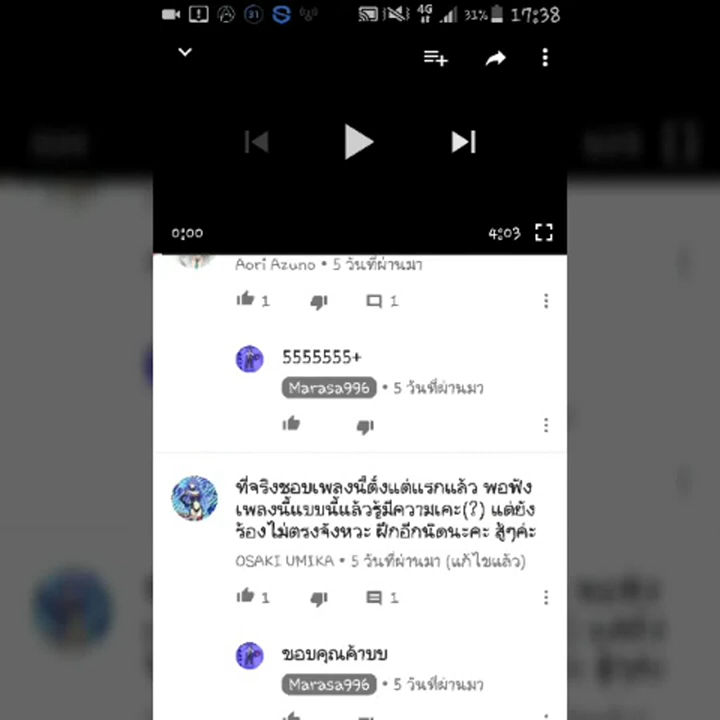 31 4G 31% 17:38
0:00 4:03
Aori Azuno • 5 วันที่ผ่านมา
1 1
5555555+
Marasa996 • 5 วันที่ผ่านมา
ที่จริงชอบเพลงนี้ตั้งแต่แรกแล้ว พอฟัง
เพลงนี้แบบนี้แล้วรู้มีความเคะ(?) แต่ยัง
ร้องไม่ตรงจังหวะ ฝึกอีกนิดนะคะ สู้ๆค่ะ
OSAKI UMIKA • 5 วันที่ผ่านมา (แก้ไขแล้ว)
1 1
ขอบคุณค้าบบ
Marasa996 • 5 วันที่ผ่านมา